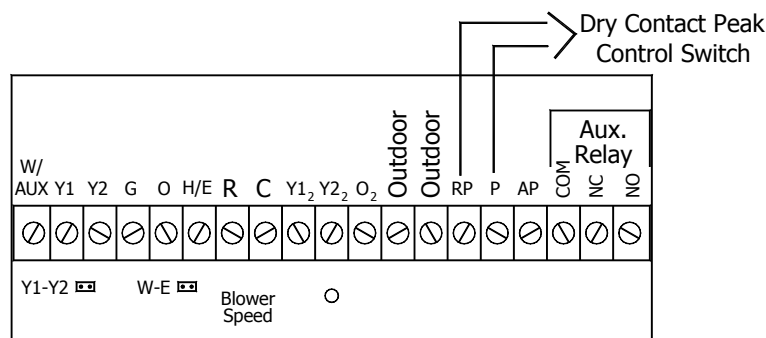 Dry Contact Peak
Control Switch
Aux.
Relay
W/
AUX Y1 Y2 G O H/E R C Y1₂ Y2₂ O₂ Outdoor Outdoor RP P AP COM NC NO
Y1-Y2 W-E Blower
Speed